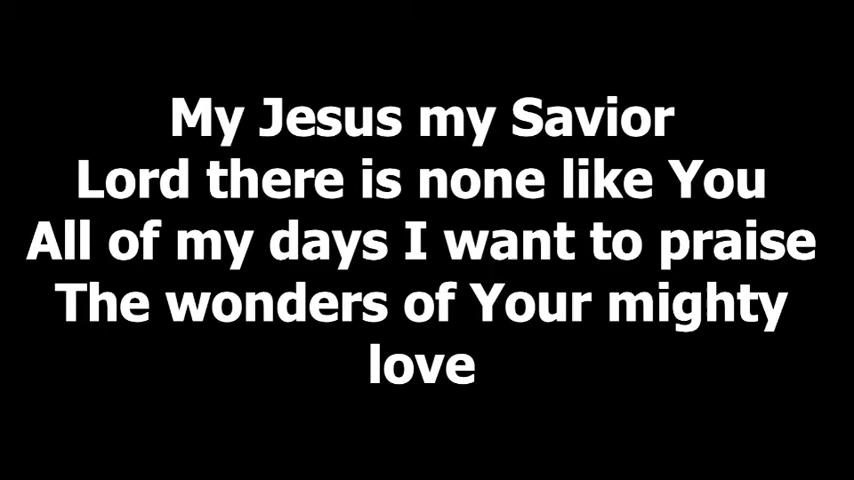 My Jesus my Savior
Lord there is none like You
All of my days I want to praise
The wonders of Your mighty
love